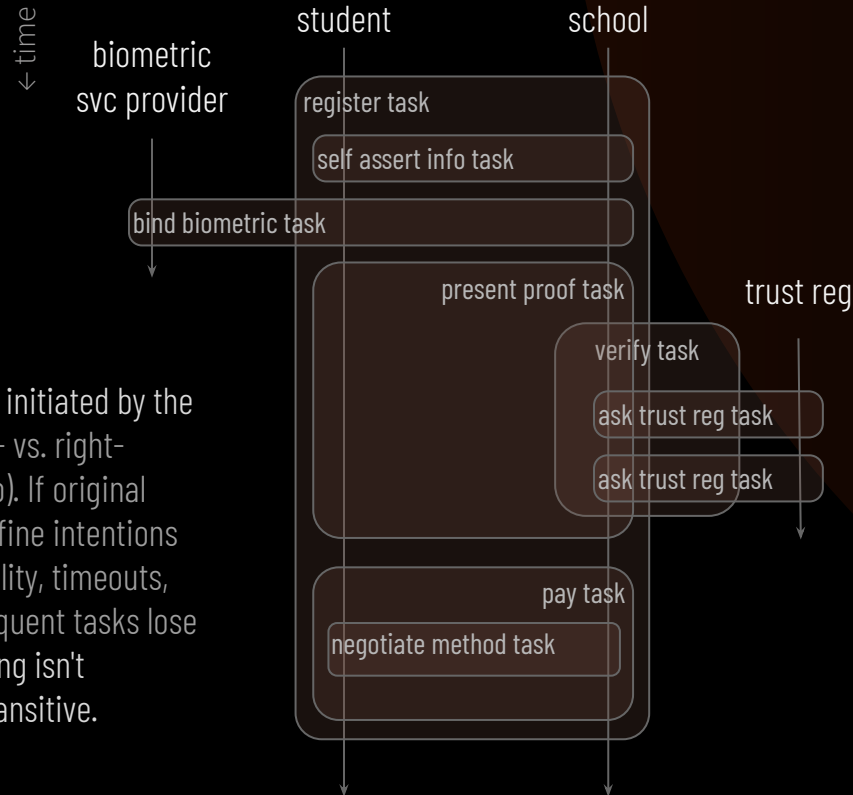 ← time
student
school
biometric
svc provider
register task
self assert info task
bind biometric task
present proof task
trust reg
verify task
initiated by the
ask trust reg task
- vs. right-
ask trust reg task
). If original
fine intentions
lity, timeouts,
pay task
quent tasks lose
negotiate method task
ng isn't
ansitive.